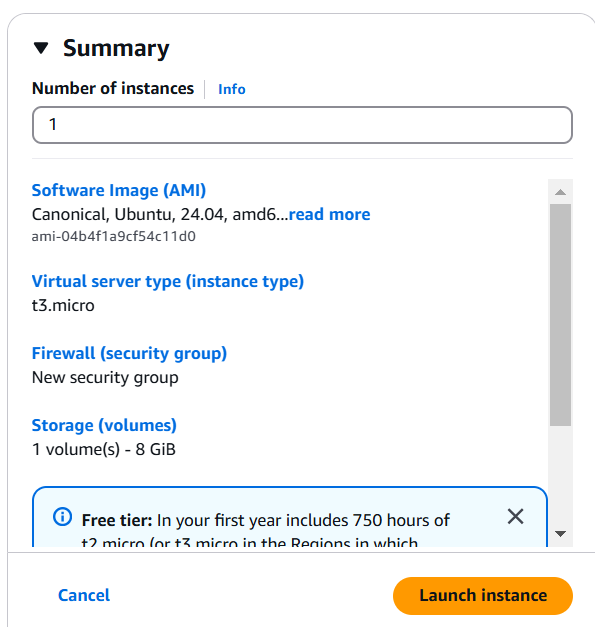 Summary
Number of instances Info
1
Software Image (AMI)
Canonical, Ubuntu, 24.04, amd6...read more
ami-04b4f1a9cf54c11d0
Virtual server type (instance type)
t3.micro
Firewall (security group)
New security group
Storage (volumes)
1 volume(s) - 8 GiB
Free tier: In your first year includes 750 hours of
t2.micro (or t3.micro in the Regions in which
Cancel
Launch instance